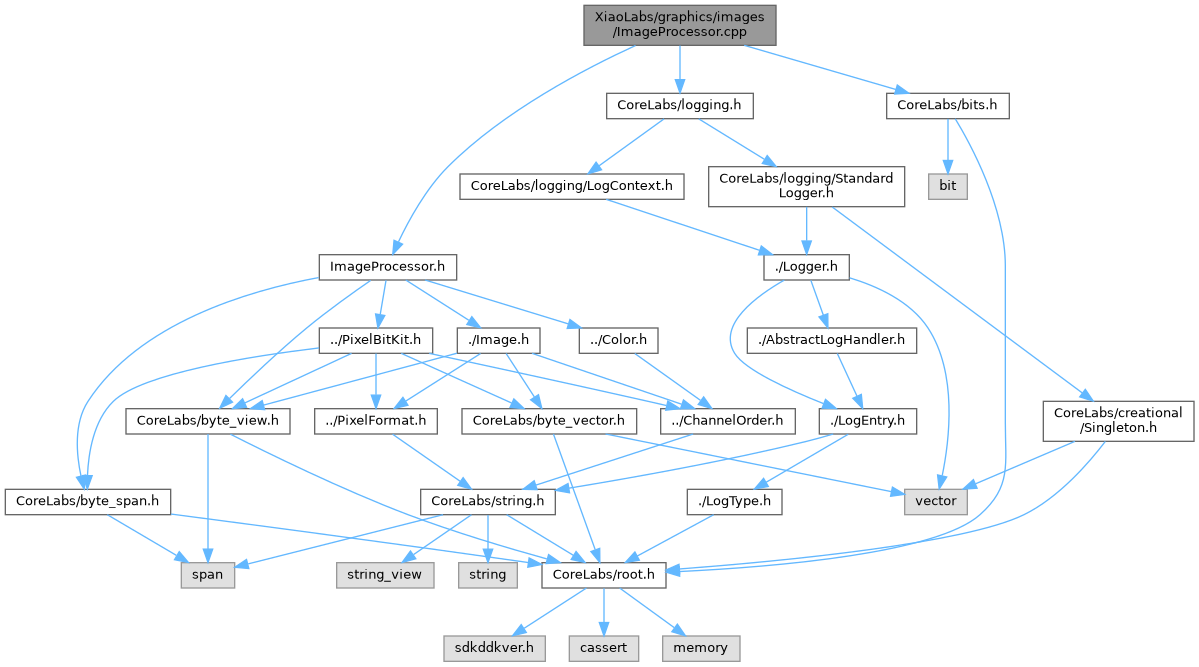 XiaoLabs/graphics/images
/ImageProcessor.cpp
CoreLabs/logging.h
CoreLabs/bits.h
CoreLabs/logging/LogContext.h
CoreLabs/logging/Standard
Logger.h
bit
ImageProcessor.h
./Logger.h
../PixelBitKit.h
./Image.h
../Color.h
./AbstractLogHandler.h
CoreLabs/byte_view.h
../PixelFormat.h
CoreLabs/byte_vector.h
../ChannelOrder.h
./LogEntry.h
CoreLabs/creational
/Singleton.h
CoreLabs/byte_span.h
CoreLabs/string.h
./LogType.h
vector
span
string_view
string
CoreLabs/root.h
sdkddkver.h
cassert
memory